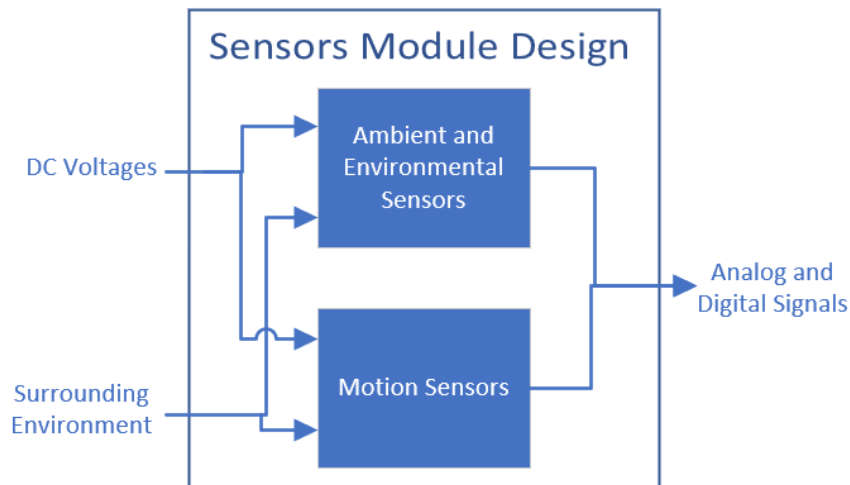 Sensors Module Design
DC Voltages
Ambient and
Environmental
Sensors
Analog and
Digital Signals
Motion Sensors
Surrounding
Environment